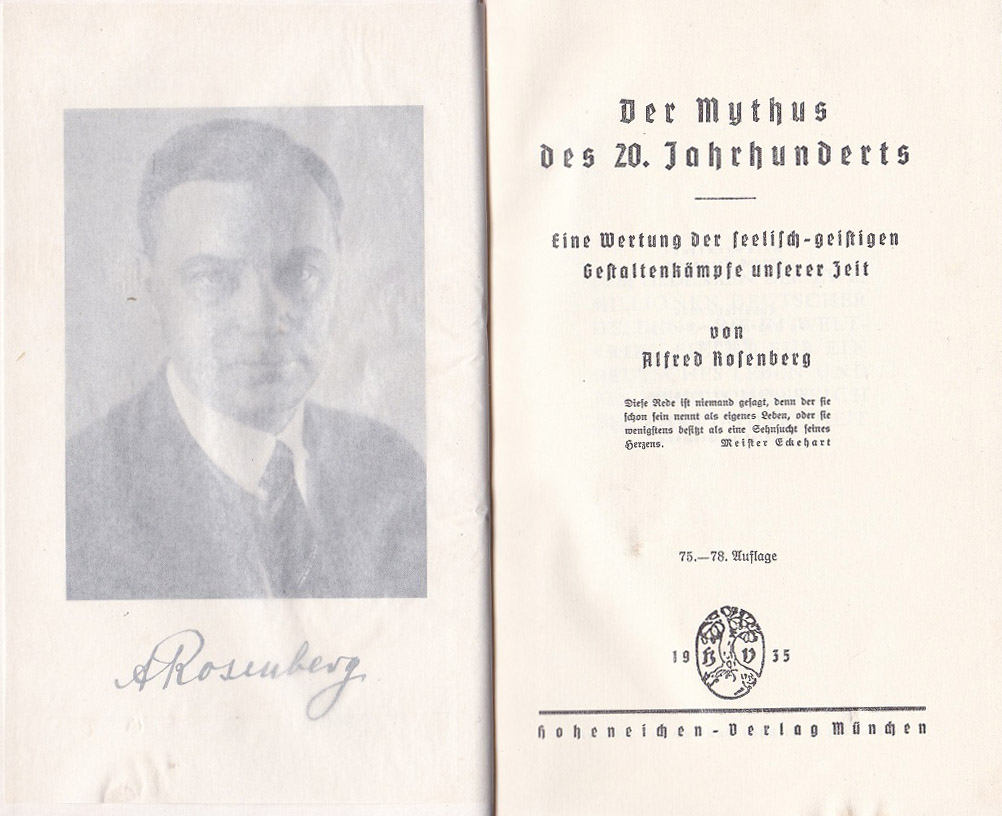 ARosenberg
Der Mythus
des 20. Jahrhunderts
Eine Wertung der seelisch-geistigen
Gestaltenkämpfe unserer Zeit
von
Alfred Rosenberg
Diese Rede ist niemand gesagt, denn der sie
schon sein nennt als eigenes Leben, oder sie
wenigstens besitzt als eine Sehnsucht seines
Herzens. Meister Eckehart
75.—78. Auflage
19 H V 35
Hoheneichen-Verlag München